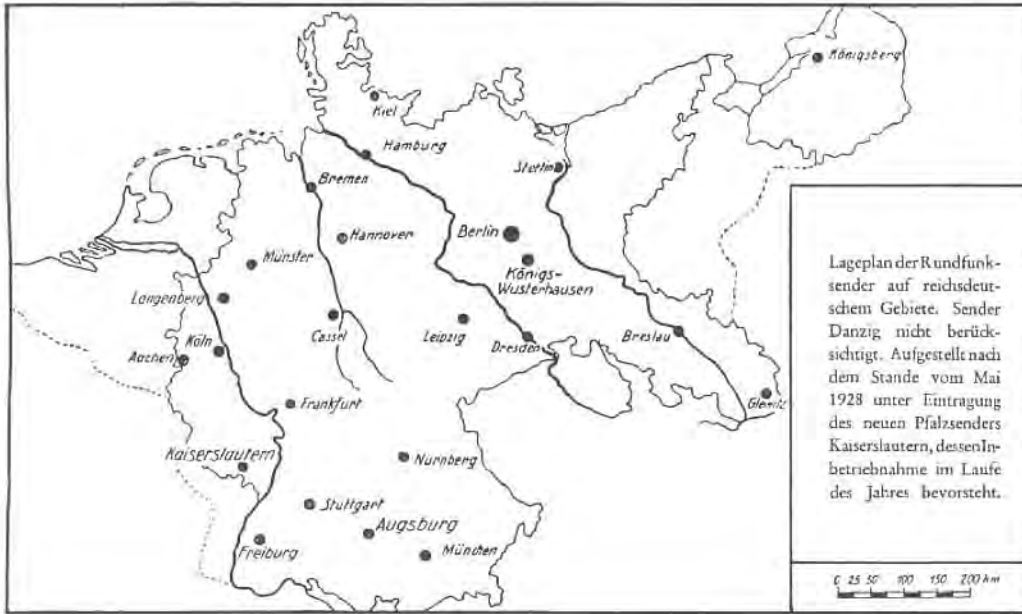 Königsberg
Kiel
Hamburg
Stettin
Bremen
Berlin
Hannover
Münster
Königs-
Wusterhausen
Langenberg
Cassel
Leipzig
Dresden
Breslau
Köln
Aachen
Gleiwitz
Frankfurt
Kaiserslautern
Nürnberg
Stuttgart
Augsburg
Freiburg
München
Lageplan der Rundfunk-
sender auf reichsdeut-
schem Gebiete. Sender
Danzig nicht berück-
sichtigt. Aufgestellt nach
dem Stande vom Mai
1928 unter Eintragung
des neuen Pfalzsenders
Kaiserslautern, dessen In-
betriebnahme im Laufe
des Jahres bevorsteht.
0 25 50 100 150 200 km